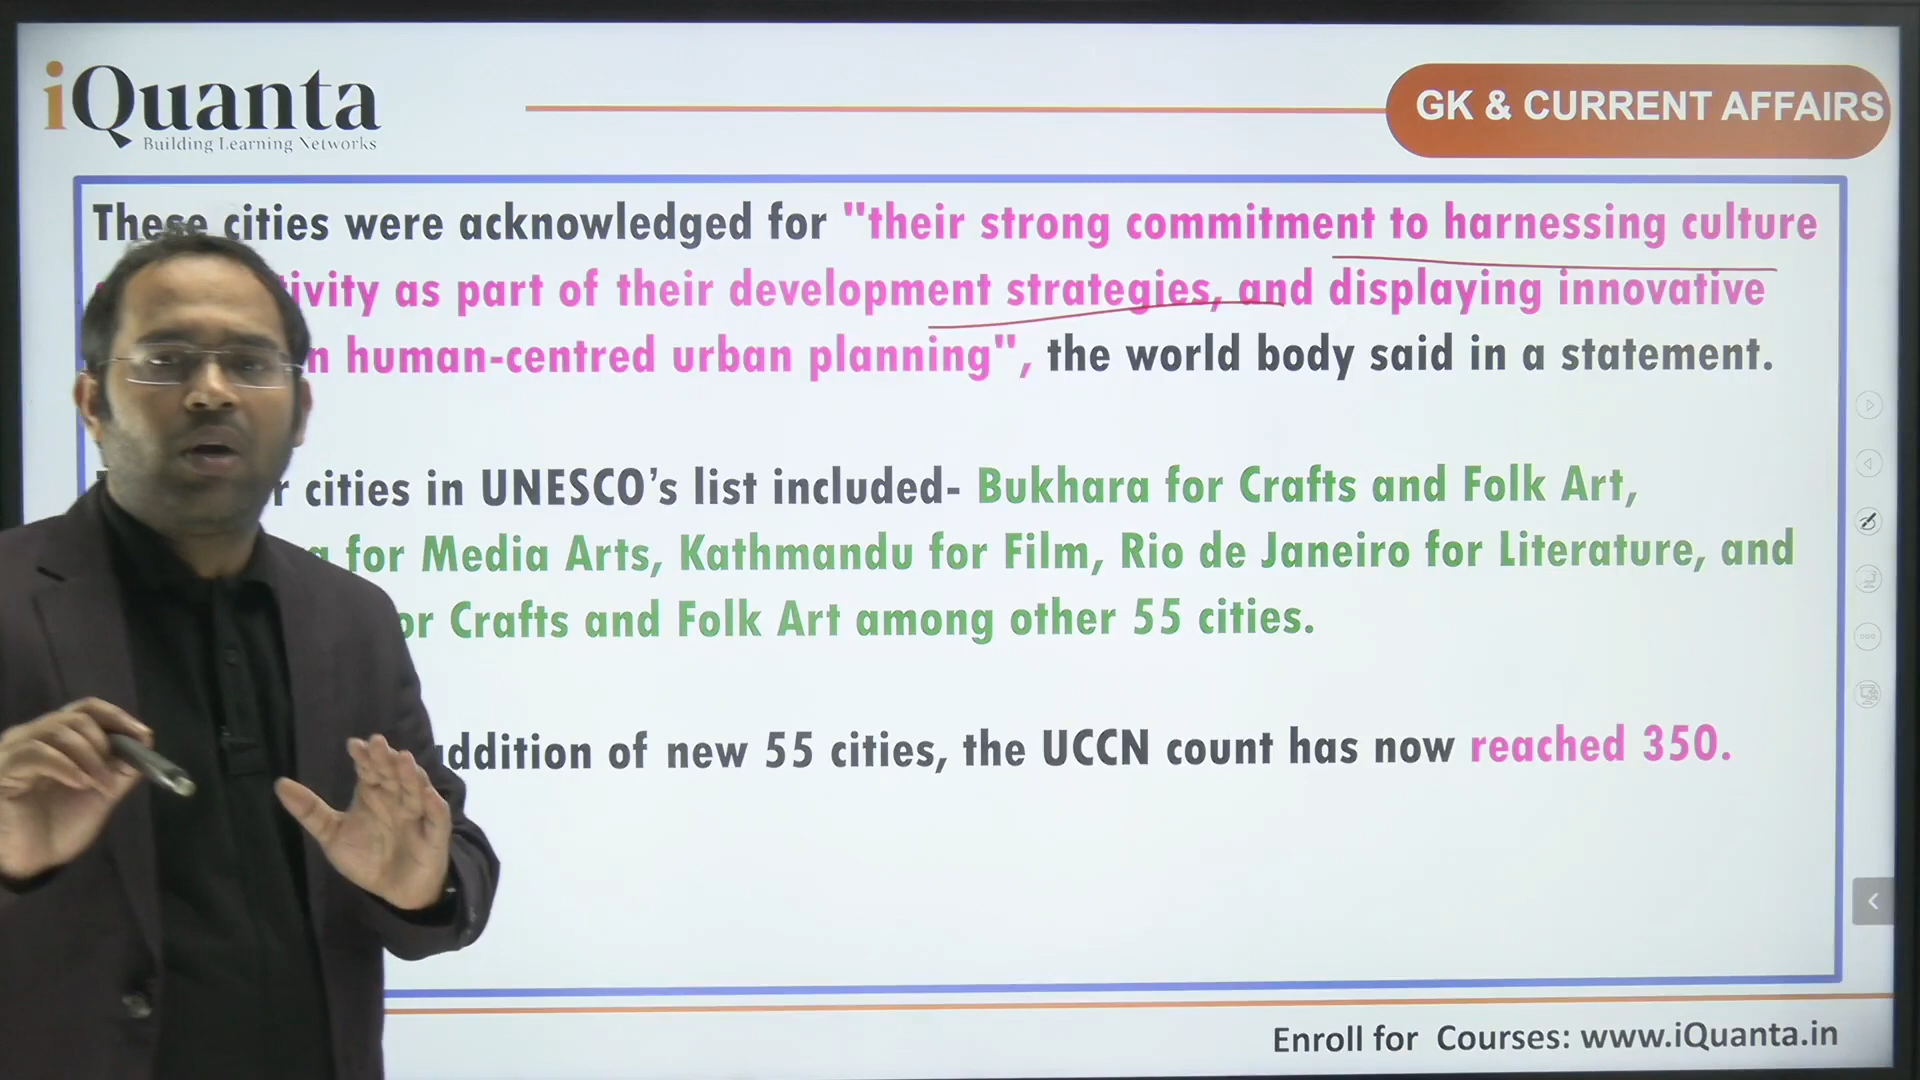 iQuanta
Building Learning Networks
GK & CURRENT AFFAIRS
These cities were acknowledged for "their strong commitment to harnessing culture
as part of their development strategies, and displaying innovative
human-centred urban planning", the world body said in a statement.
cities in UNESCO’s list included- Bukhara for Crafts and Folk Art,
for Media Arts, Kathmandu for Film, Rio de Janeiro for Literature, and
Crafts and Folk Art among other 55 cities.
of new 55 cities, the UCCN count has now reached 350.
Enroll for Courses: www.iQuanta.in